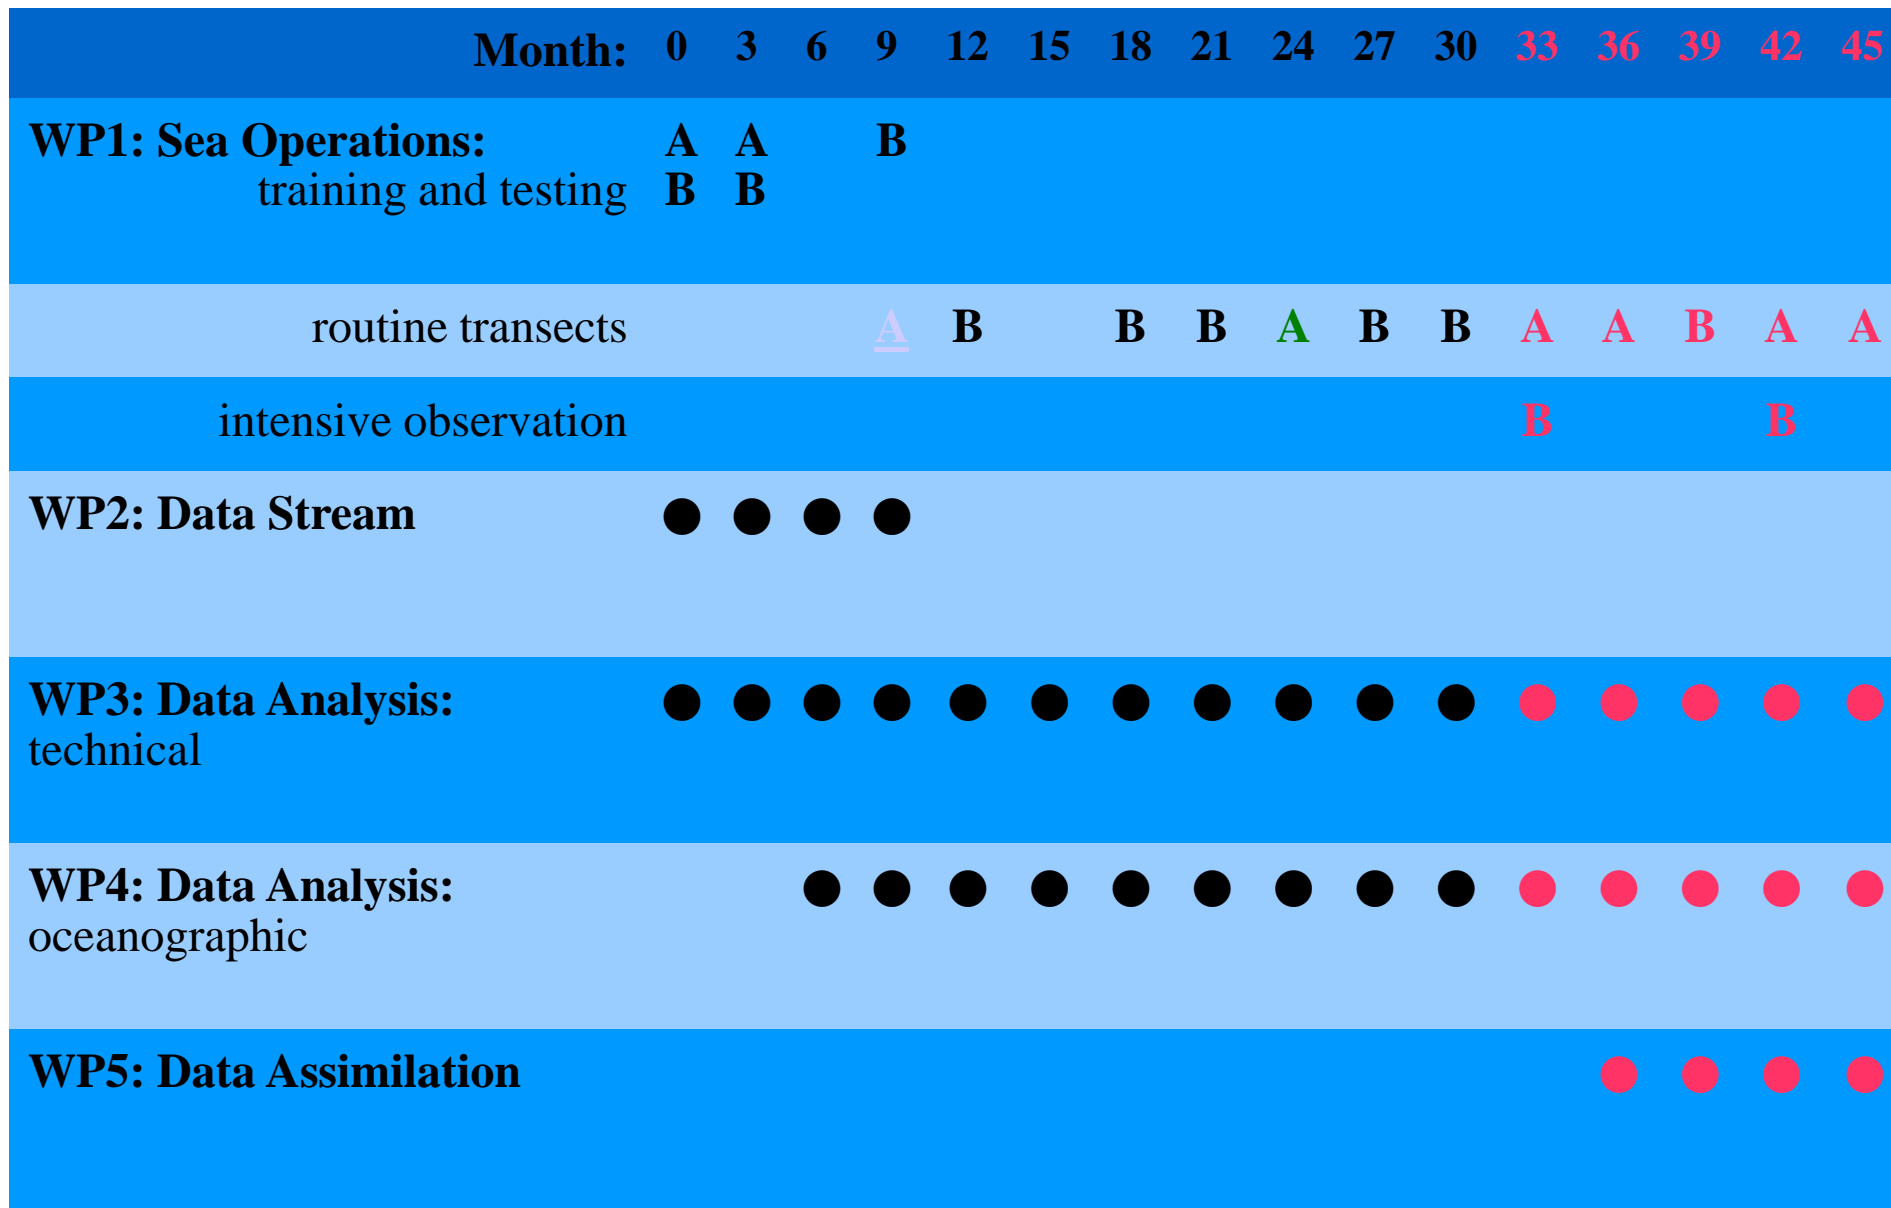 Month: 0 3 6 9 12 15 18 21 24 27 30 33 36 39 42 45
WP1: Sea Operations: A A B
training and testing B B
routine transects A B B B A B B A A B A A
intensive observation B B
WP2: Data Stream ● ● ● ●
WP3: Data Analysis: ● ● ● ● ● ● ● ● ● ● ● ● ● ● ● ●
technical
WP4: Data Analysis: ● ● ● ● ● ● ● ● ● ● ● ● ● ●
oceanographic
WP5: Data Assimilation ● ● ● ●